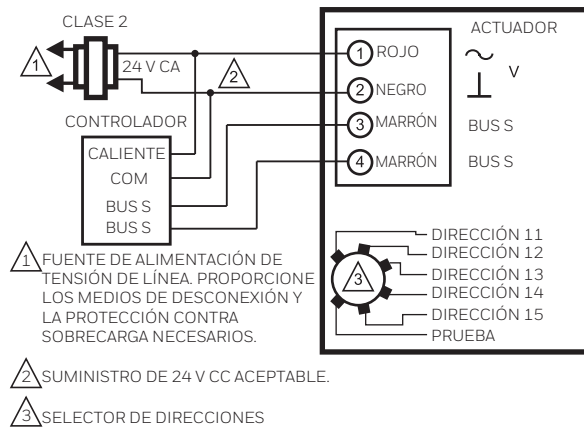 CLASE 2
1
24 V CA
2
CONTROLADOR
CALIENTE
COM
BUS S
BUS S
ACTUADOR
1 ROJO
2 NEGRO
V
3 MARRÓN BUS S
4 MARRÓN BUS S
3
DIRECCIÓN 11
DIRECCIÓN 12
DIRECCIÓN 13
DIRECCIÓN 14
DIRECCIÓN 15
PRUEBA
1 FUENTE DE ALIMENTACIÓN DE
TENSIÓN DE LÍNEA. PROPORCIONE
LOS MEDIOS DE DESCONEXIÓN Y
LA PROTECCIÓN CONTRA
SOBRECARGA NECESARIOS.
2 SUMINISTRO DE 24 V CC ACEPTABLE.
3 SELECTOR DE DIRECCIONES